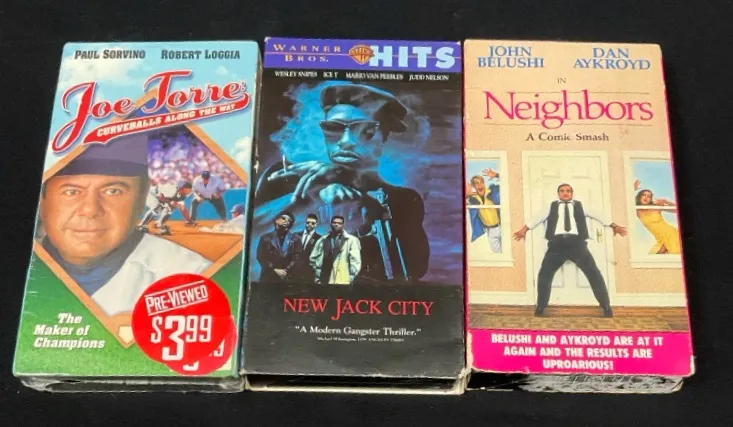 PAUL SORVINO ROBERT LOGGIA
Joe Torre:
CURVEBALLS ALONG THE WAY
The
Maker of
Champions
PRE-VIEWED
$3.99
WARNER
BROS.
HITS
WESLEY SNIPES ICE T MARIO VAN PEEBLES JUDD NELSON
NEW JACK CITY
"A Modern Gangster Thriller."
JOHN
BELUSHI
DAN
AYKROYD
IN
Neighbors
A Comic Smash
BELUSHI AND AYKROYD ARE AT IT
AGAIN AND THE RESULTS ARE
UPROARIOUS!